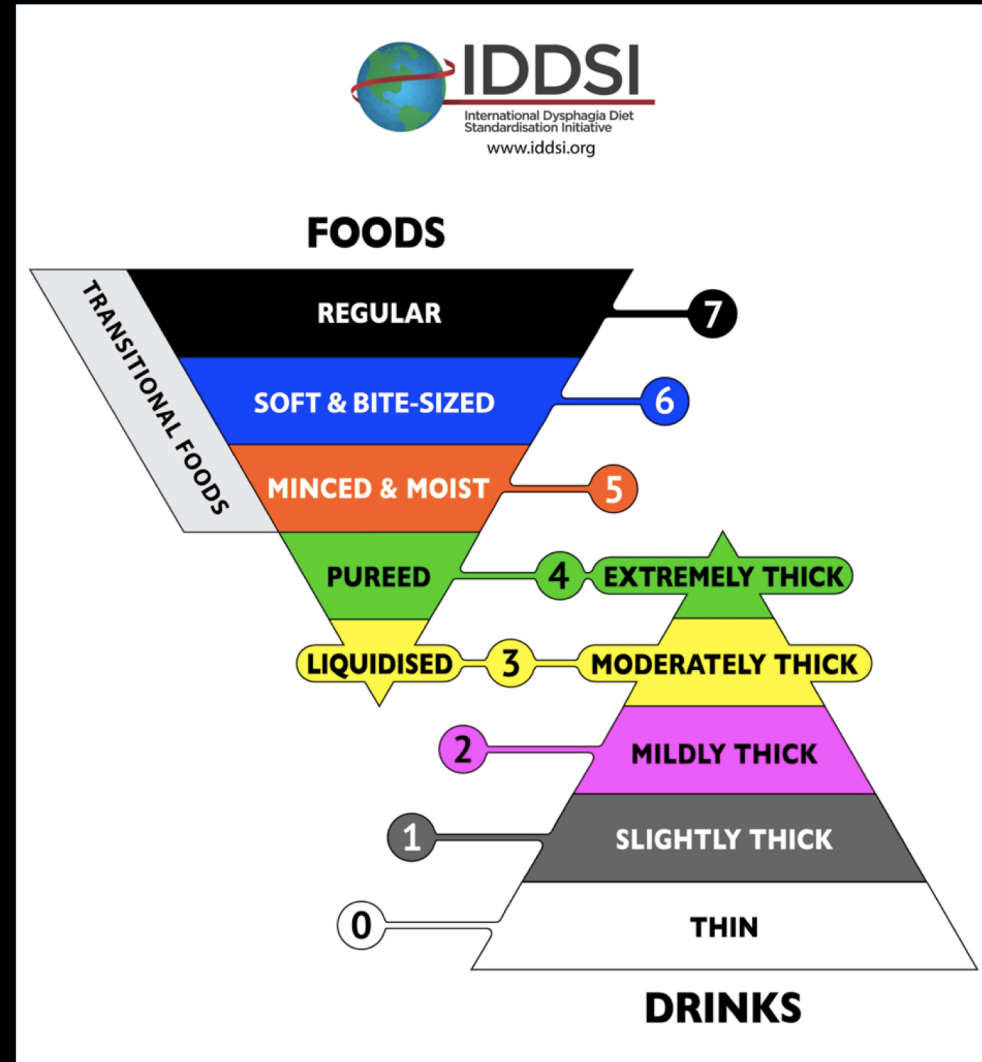 IDDSI
International Dysphagia Diet
Standardisation Initiative
www.iddsi.org
FOODS
TRANSITIONAL FOODS
REGULAR
7
SOFT & BITE-SIZED
6
MINCED & MOIST
5
PUREED
4
EXTREMELY THICK
LIQUIDISED
3
MODERATELY THICK
2
MILDLY THICK
1
SLIGHTLY THICK
0
THIN
DRINKS